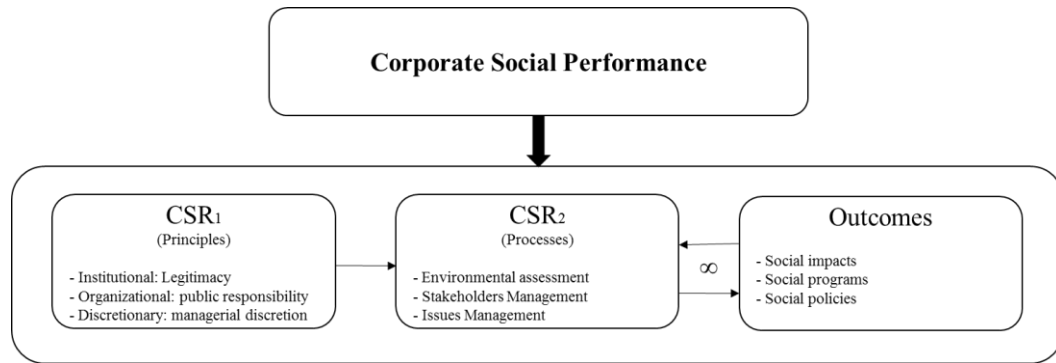 Corporate Social Performance
CSR1
(Principles)
- Institutional: Legitimacy
- Organizational: public responsibility
- Discretionary: managerial discretion
CSR2
(Processes)
- Environmental assessment
- Stakeholders Management
- Issues Management
∞
Outcomes
- Social impacts
- Social programs
- Social policies